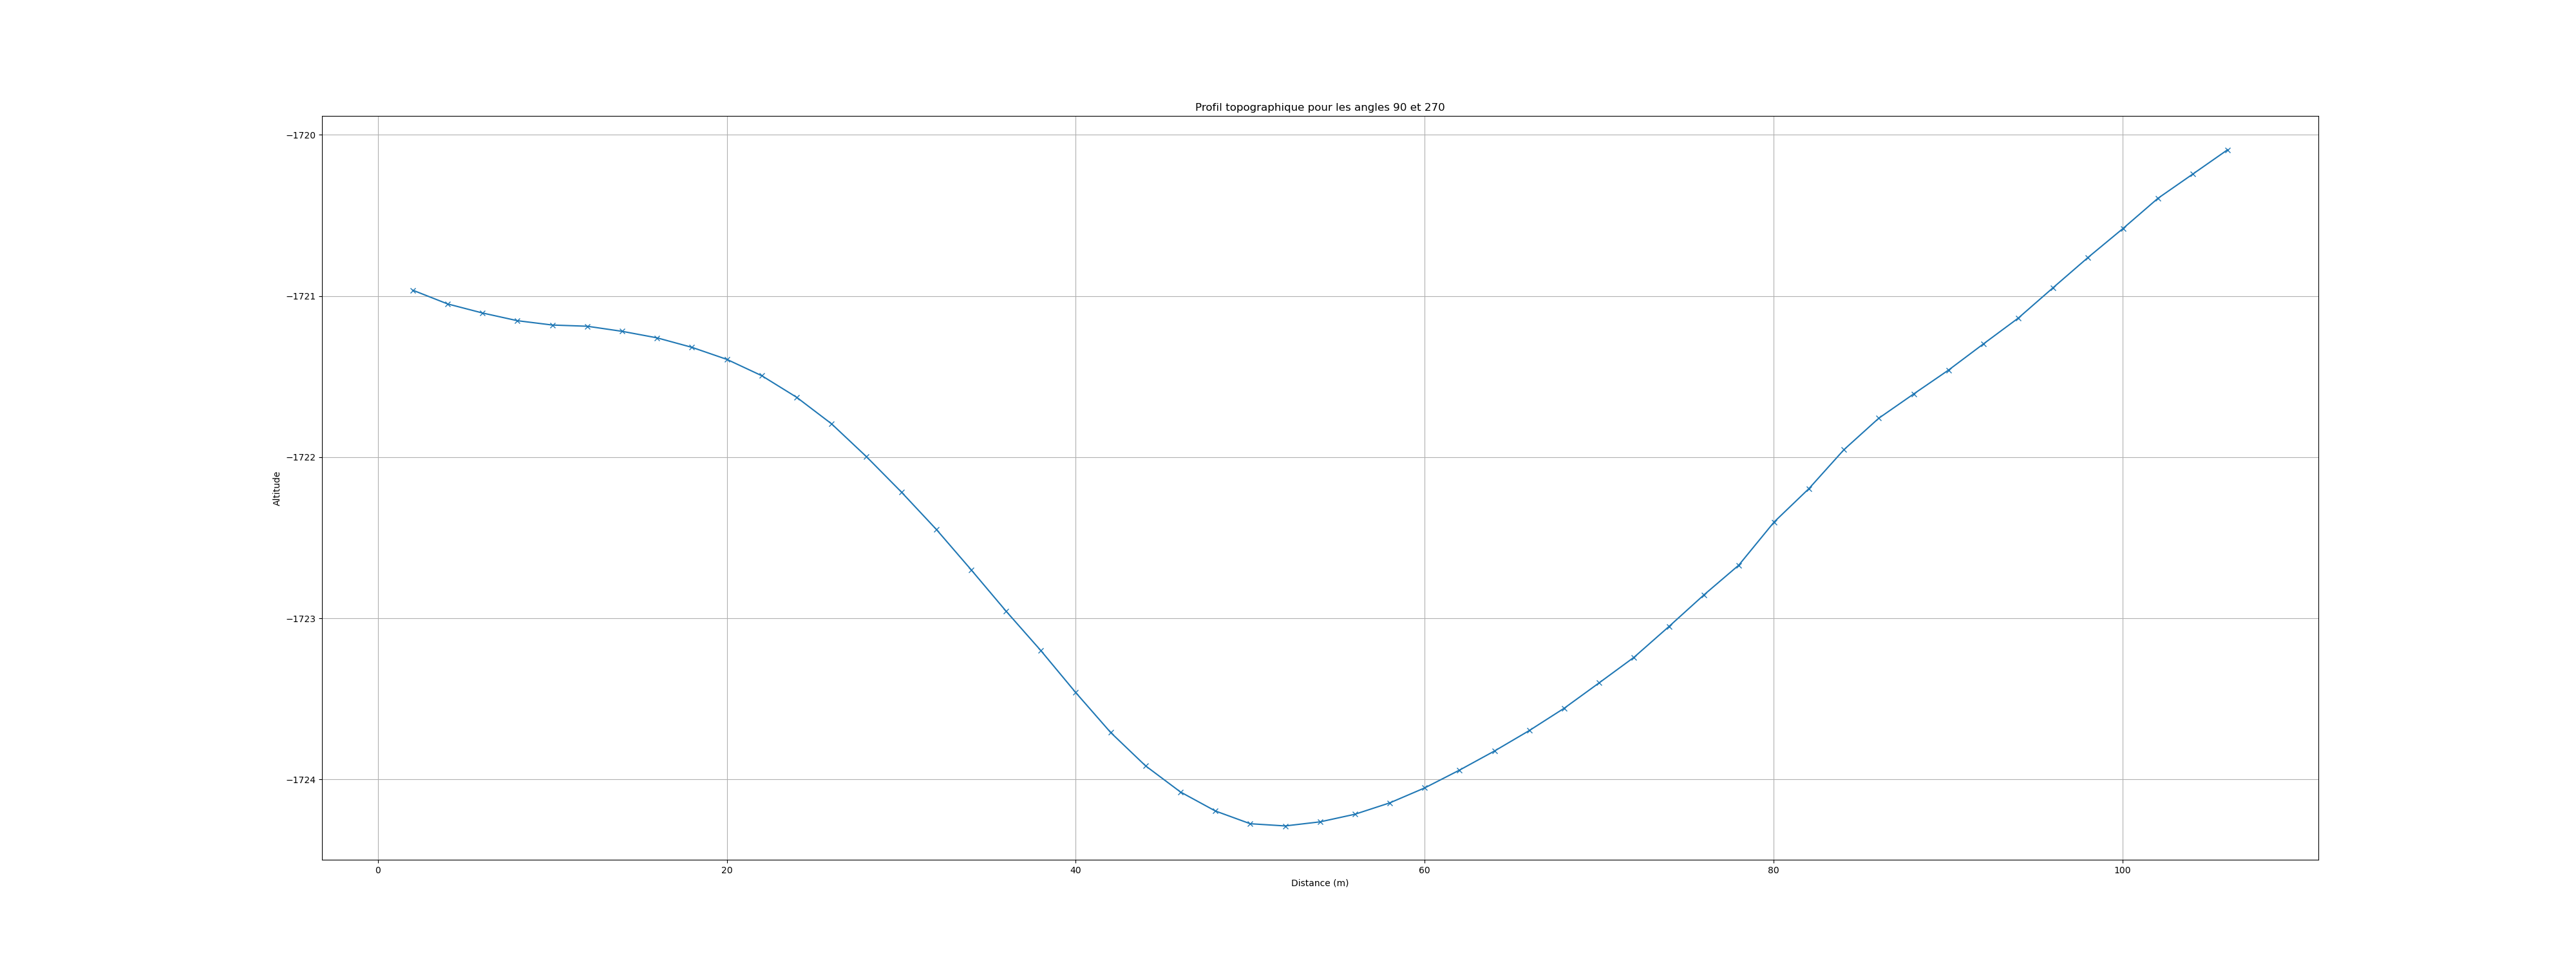 Profil topographique pour les angles 90 et 270
−1720
−1721
−1722
−1723
−1724
Altitude
0 20 40 60 80 100
Distance (m)